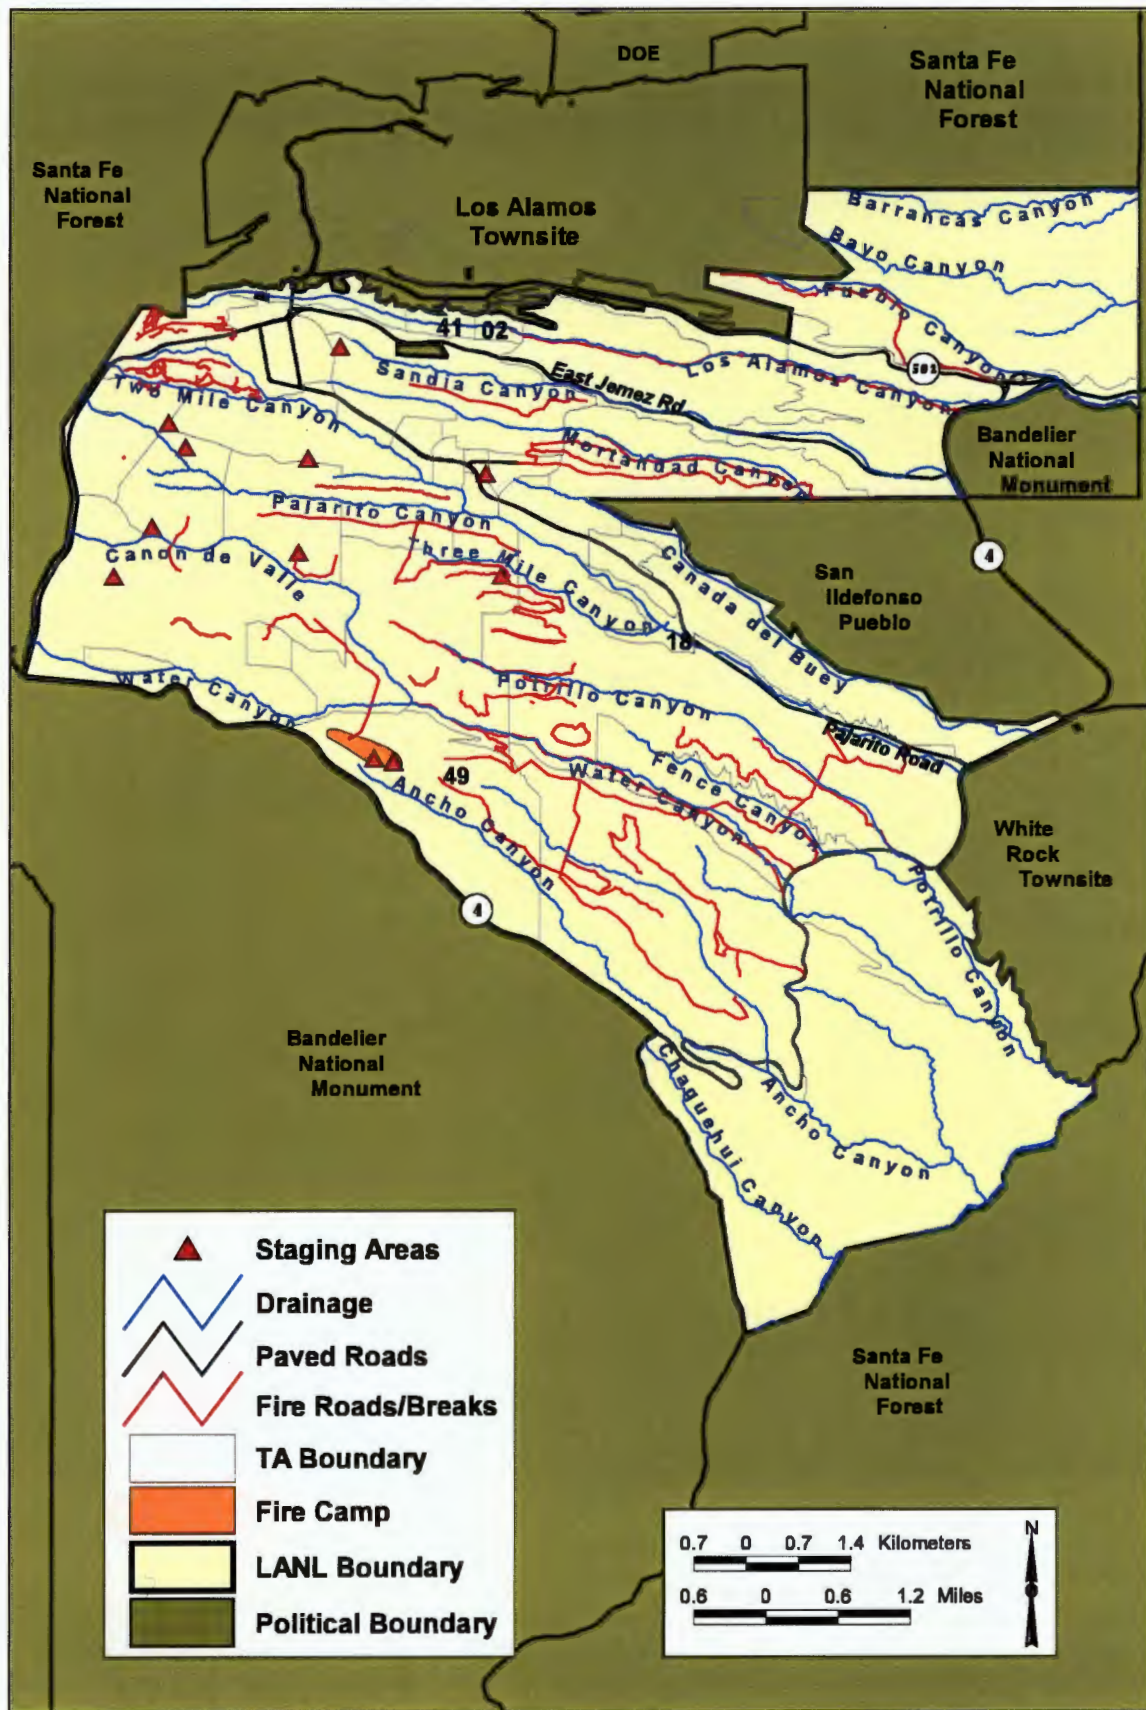 DOE
Santa Fe
National
Forest
Santa Fe
National
Forest
Los Alamos
Townsite
Barrancas Canyon
Bayo Canyon
Pueblo Canyon
41
02
502
Los Alamos Canyon
East Jemez Rd
Sandia Canyon
Two Mile Canyon
Mortandad Canyon
Bandelier
National
Monument
Pajarito Canyon
Three Mile Canyon
Canon de Valle
Canada del Buey
4
San
Ildefonso
Pueblo
18
Water Canyon
Potrillo Canyon
Pajarito Road
Fence Canyon
Water Canyon
49
Ancho Canyon
White
Rock
Townsite
Potrillo Canyon
4
Bandelier
National
Monument
Chaquehui Canyon
Ancho Canyon
Staging Areas
Drainage
Paved Roads
Fire Roads/Breaks
TA Boundary
Fire Camp
LANL Boundary
Political Boundary
Santa Fe
National
Forest
0.7 0 0.7 1.4 Kilometers
0.6 0 0.6 1.2 Miles
N